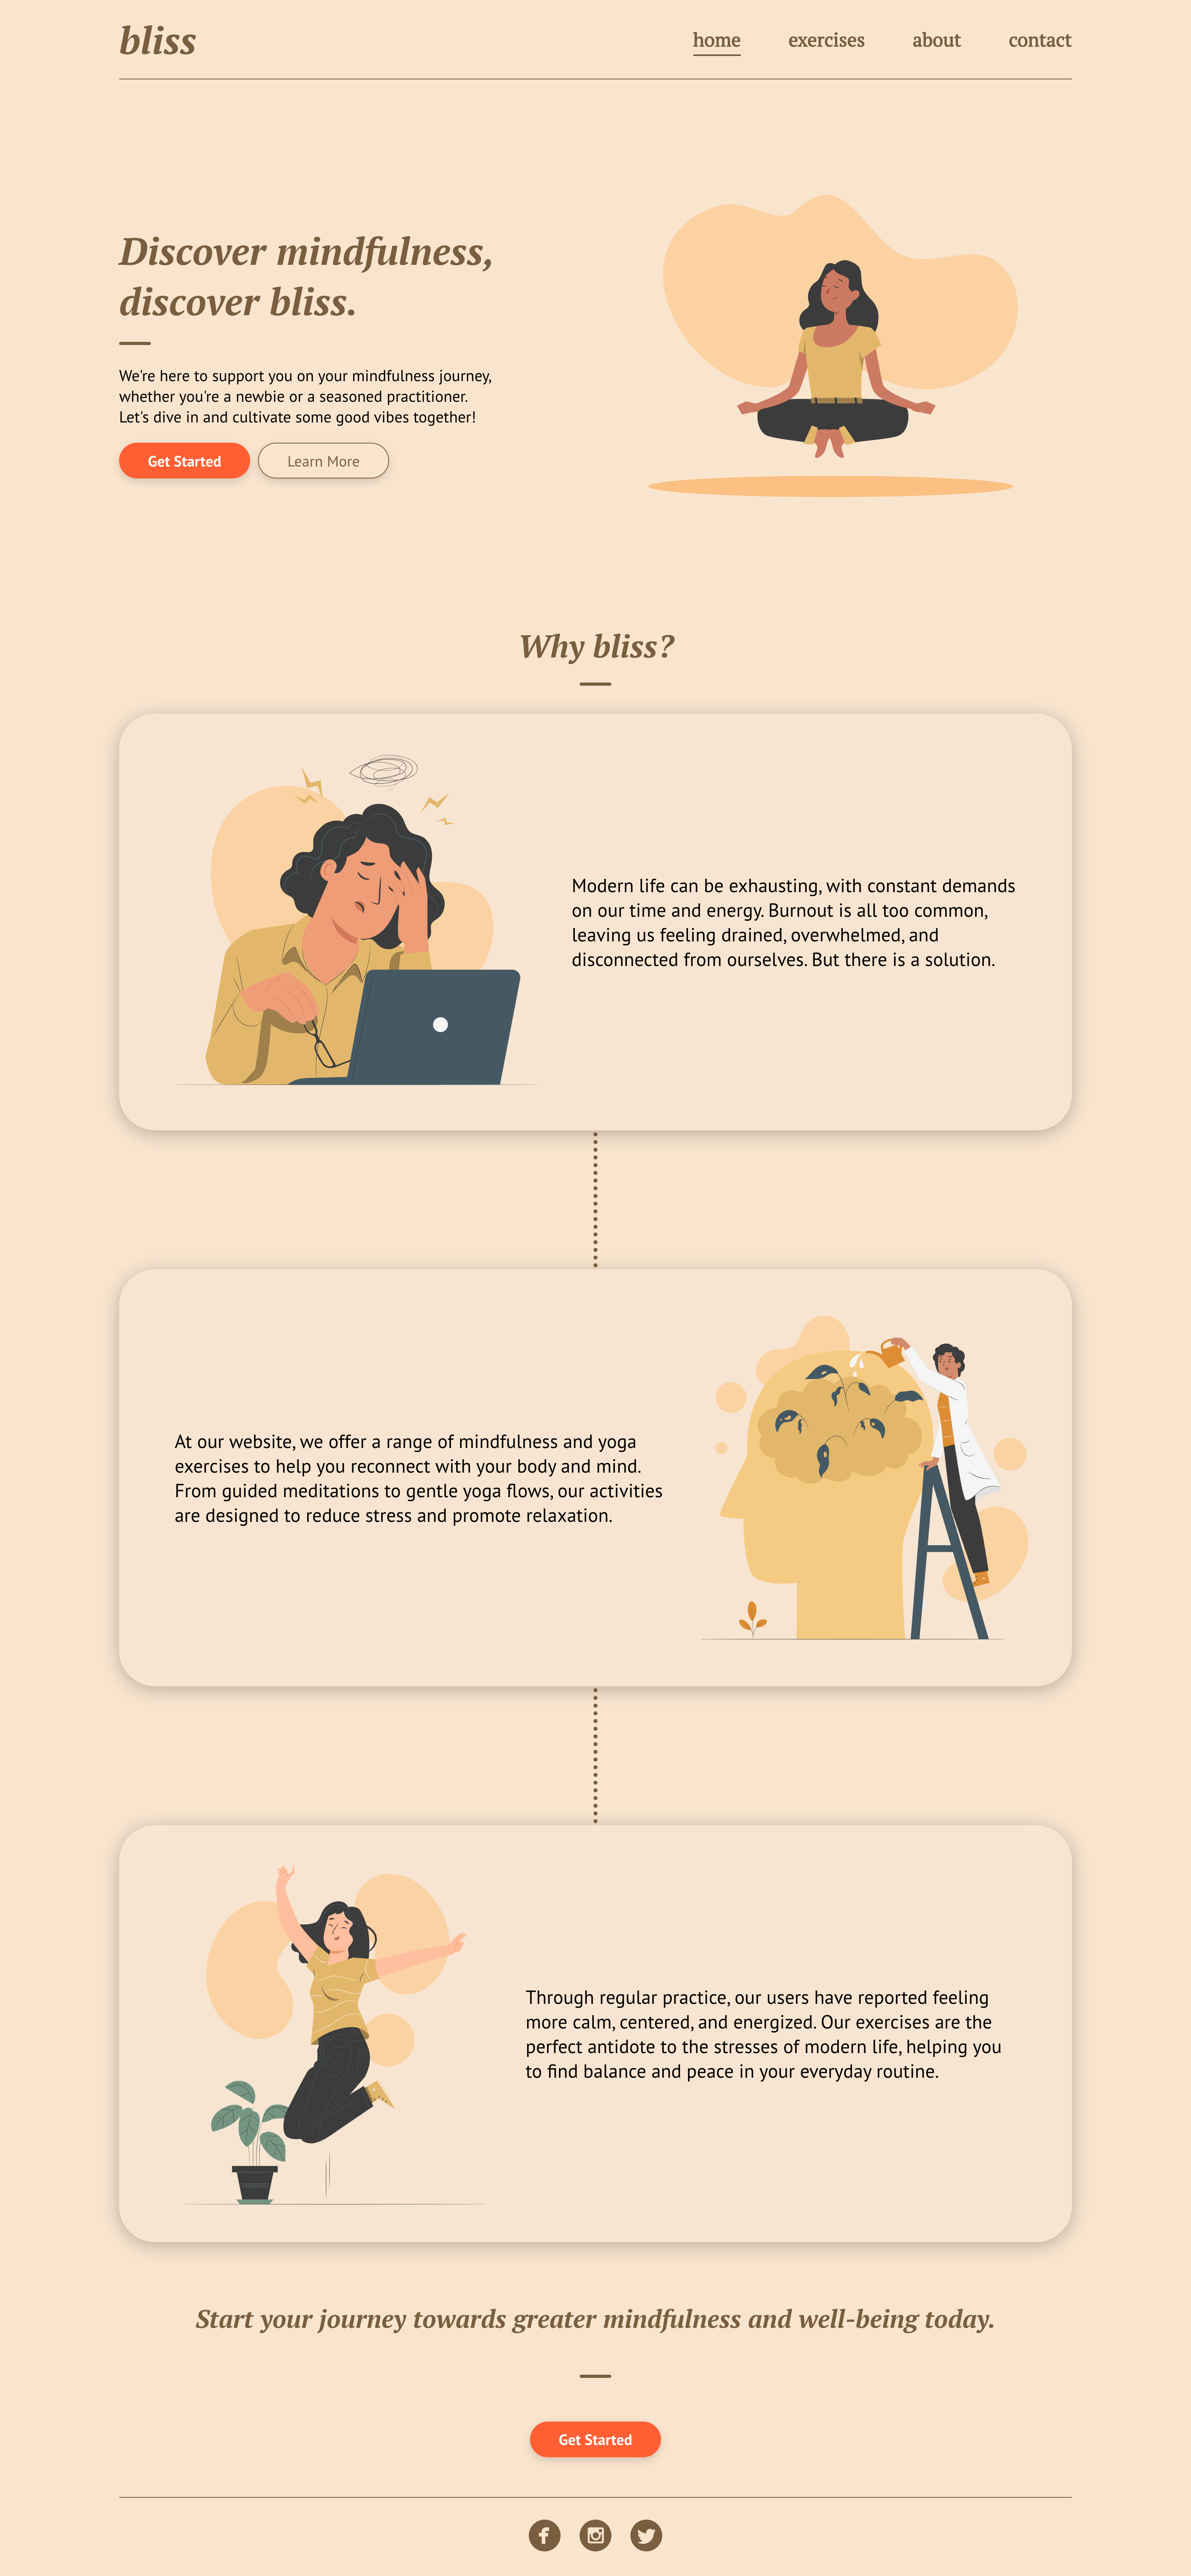 bliss
home exercises about contact
Discover mindfulness,
discover bliss.
We're here to support you on your mindfulness journey,
whether you're a newbie or a seasoned practitioner.
Let's dive in and cultivate some good vibes together!
Get Started Learn More
Why bliss?
Modern life can be exhausting, with constant demands
on our time and energy. Burnout is all too common,
leaving us feeling drained, overwhelmed, and
disconnected from ourselves. But there is a solution.
At our website, we offer a range of mindfulness and yoga
exercises to help you reconnect with your body and mind.
From guided meditations to gentle yoga flows, our activities
are designed to reduce stress and promote relaxation.
Through regular practice, our users have reported feeling
more calm, centered, and energized. Our exercises are the
perfect antidote to the stresses of modern life, helping you
to find balance and peace in your everyday routine.
Start your journey towards greater mindfulness and well-being today.
Get Started